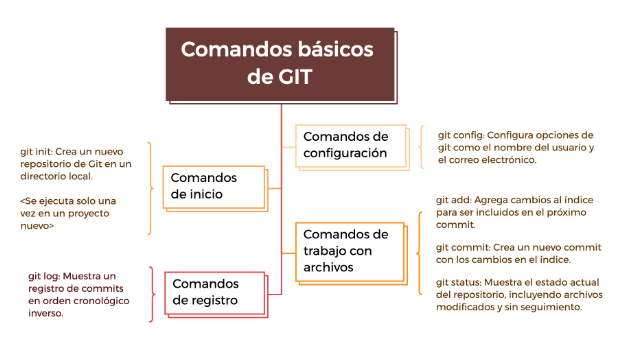 Comandos básicos
de GIT
Comandos de
configuración
git config: Configura opciones de
git como el nombre del usuario y
el correo electrónico.
git init: Crea un nuevo
repositorio de Git en un
directorio local.
<Se ejecuta solo una
vez en un proyecto
nuevo>
Comandos
de inicio
Comandos de
trabajo con
archivos
git add: Agrega cambios al índice
para ser incluidos en el próximo
commit.
git commit: Crea un nuevo commit
con los cambios en el índice.
git status: Muestra el estado actual
del repositorio, incluyendo archivos
modificados y sin seguimiento.
git log: Muestra un
registro de commits
en orden cronológico
inverso.
Comandos
de registro